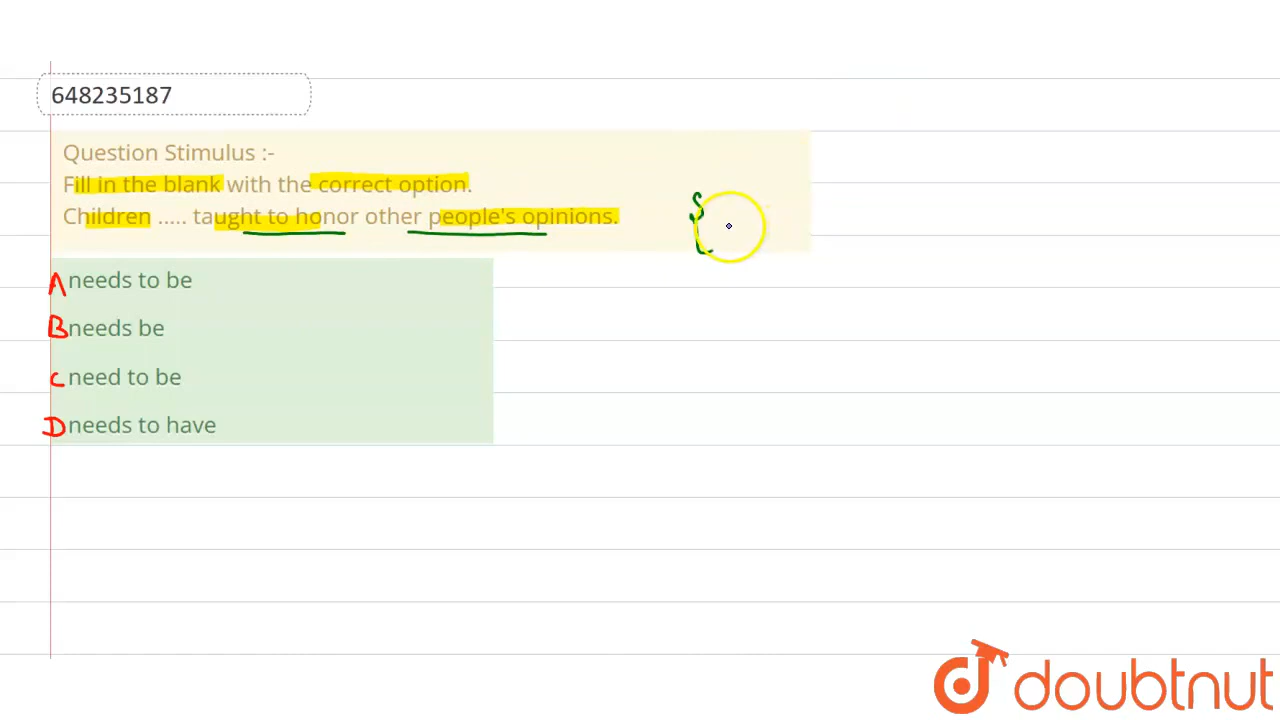 648235187
Question Stimulus :-
Fill in the blank with the correct option.
Children ..... taught to honor other people's opinions.
A needs to be
B needs be
C need to be
D needs to have
doubtnut